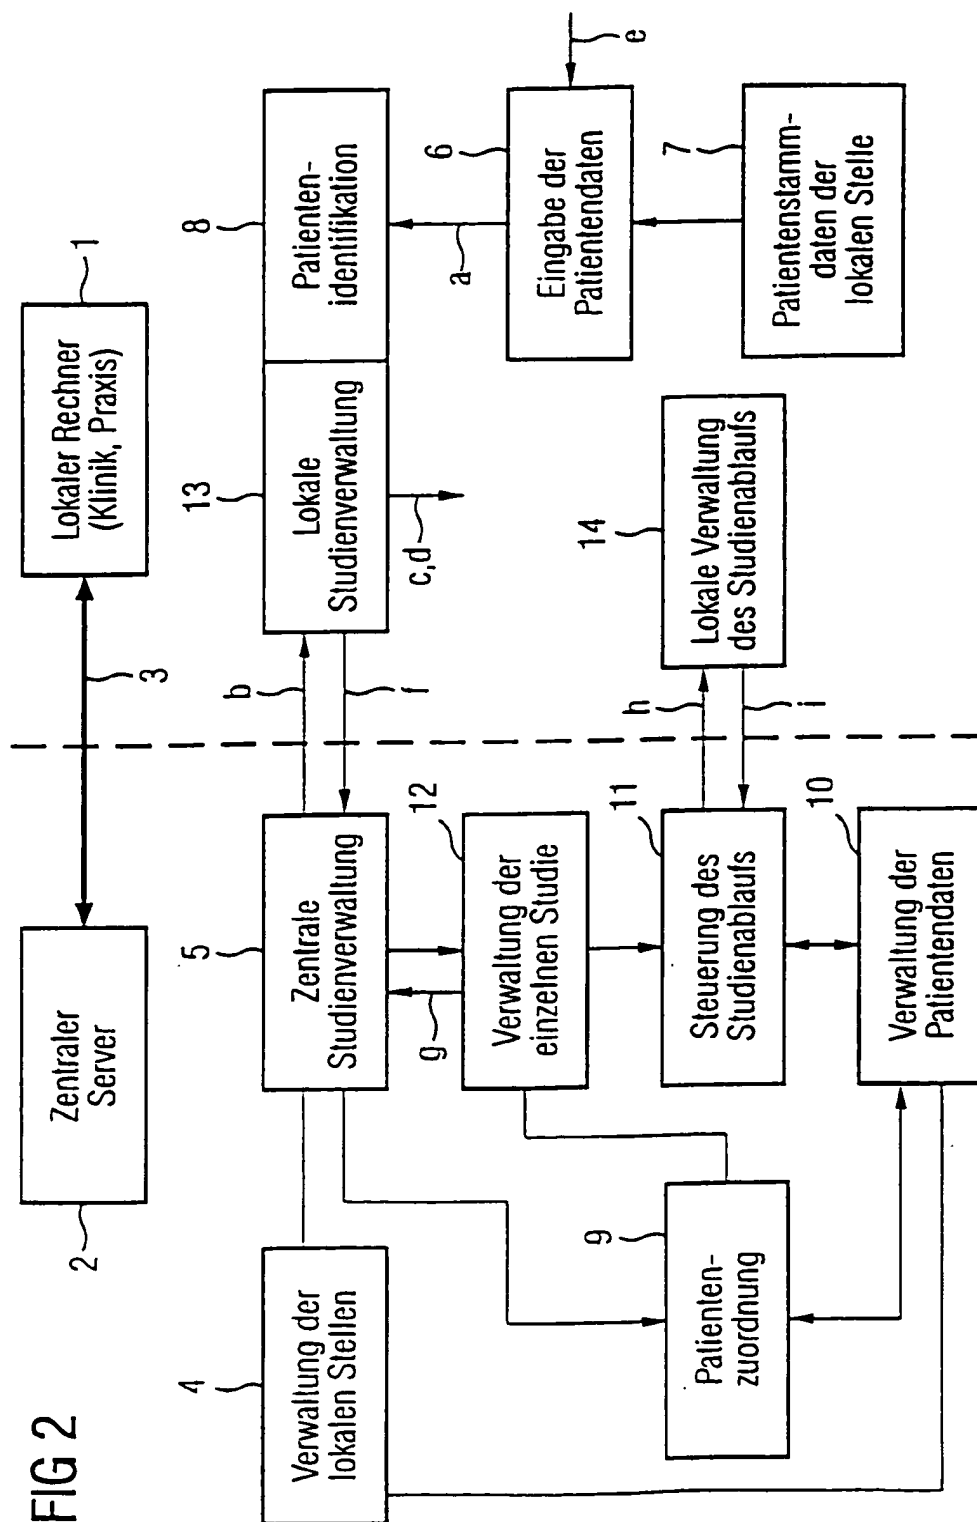 FIG 2
2
Zentraler
Server
3
1
Lokaler Rechner
(Klinik, Praxis)
4
Verwaltung der
lokalen Stellen
5
Zentrale
Studienverwaltung
b
f
13
Lokale
Studienverwaltung
8
Patienten-
identifikation
c,d
a
g
12
Verwaltung der
einzelnen Studie
6
Eingabe der
Patientendaten
e
9
Patienten-
zuordnung
11
Steuerung des
Studienablaufs
h
i
14
Lokale Verwaltung
des Studienablaufs
7
Patientenstamm-
daten der
lokalen Stelle
10
Verwaltung der
Patientendaten